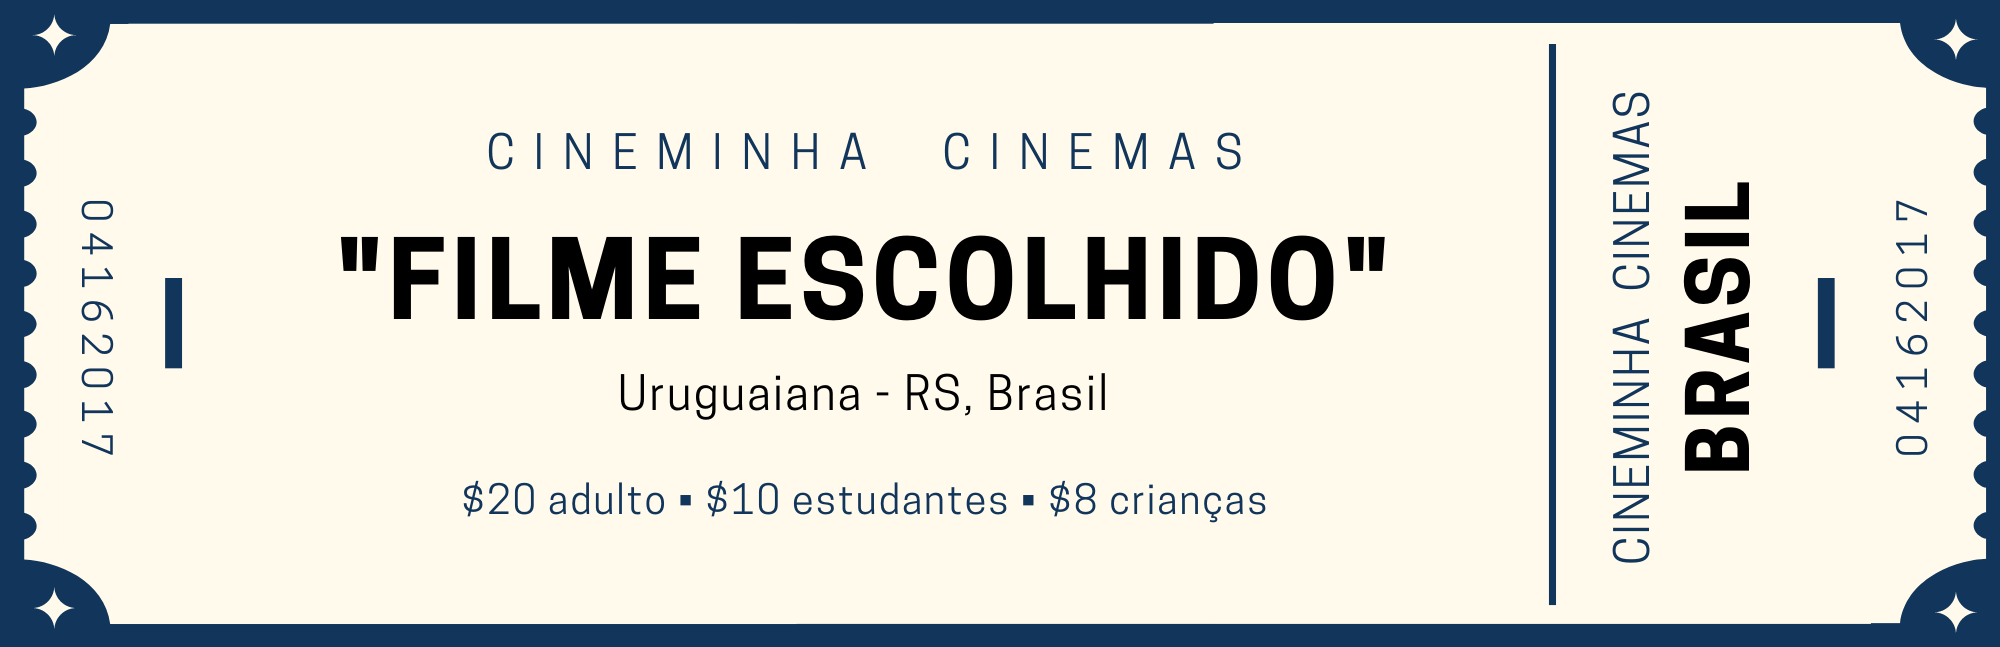 04162017
CINEMINHA CINEMAS
"FILME ESCOLHIDO"
Uruguaiana - RS, Brasil
$20 adulto ▪ $10 estudantes ▪ $8 crianças
CINEMINHA CINEMAS
BRASIL
04162017